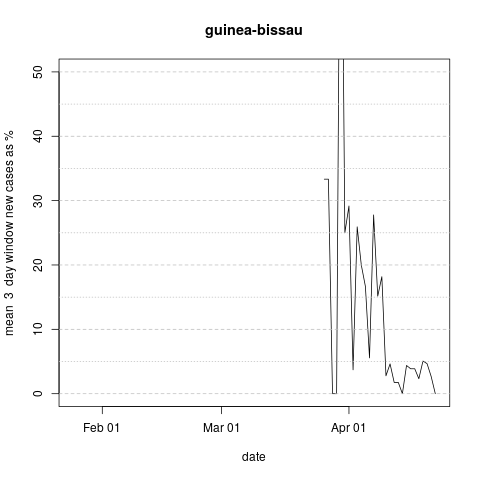 guinea-bissau
mean 3 day window new cases as %
50
40
30
20
10
0
Feb 01
Mar 01
Apr 01
date